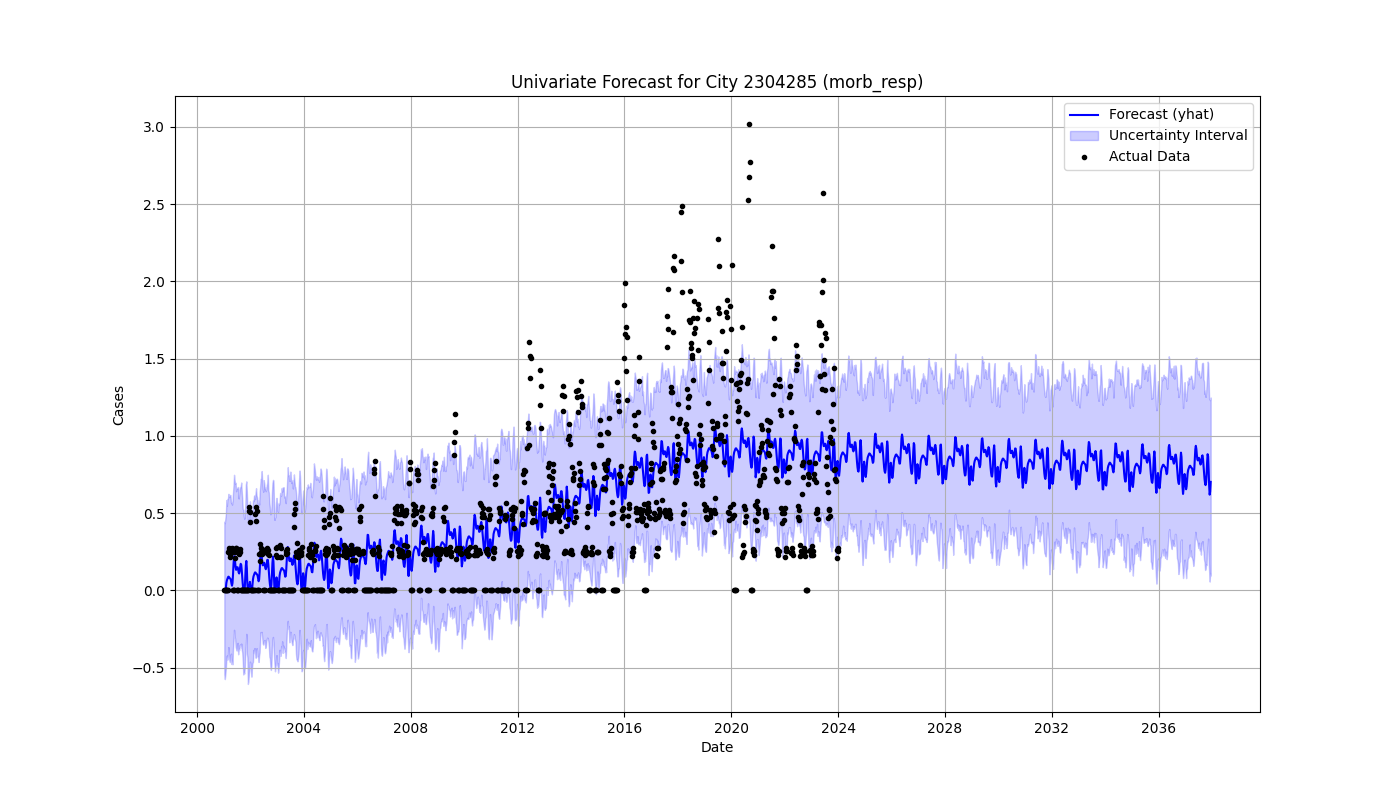 Univariate Forecast for City 2304285 (morb_resp)
Forecast (yhat)
Uncertainty Interval
Actual Data
3.0
2.5
2.0
1.5
1.0
0.5
0.0
−0.5
Cases
2000 2004 2008 2012 2016 2020 2024 2028 2032 2036
Date